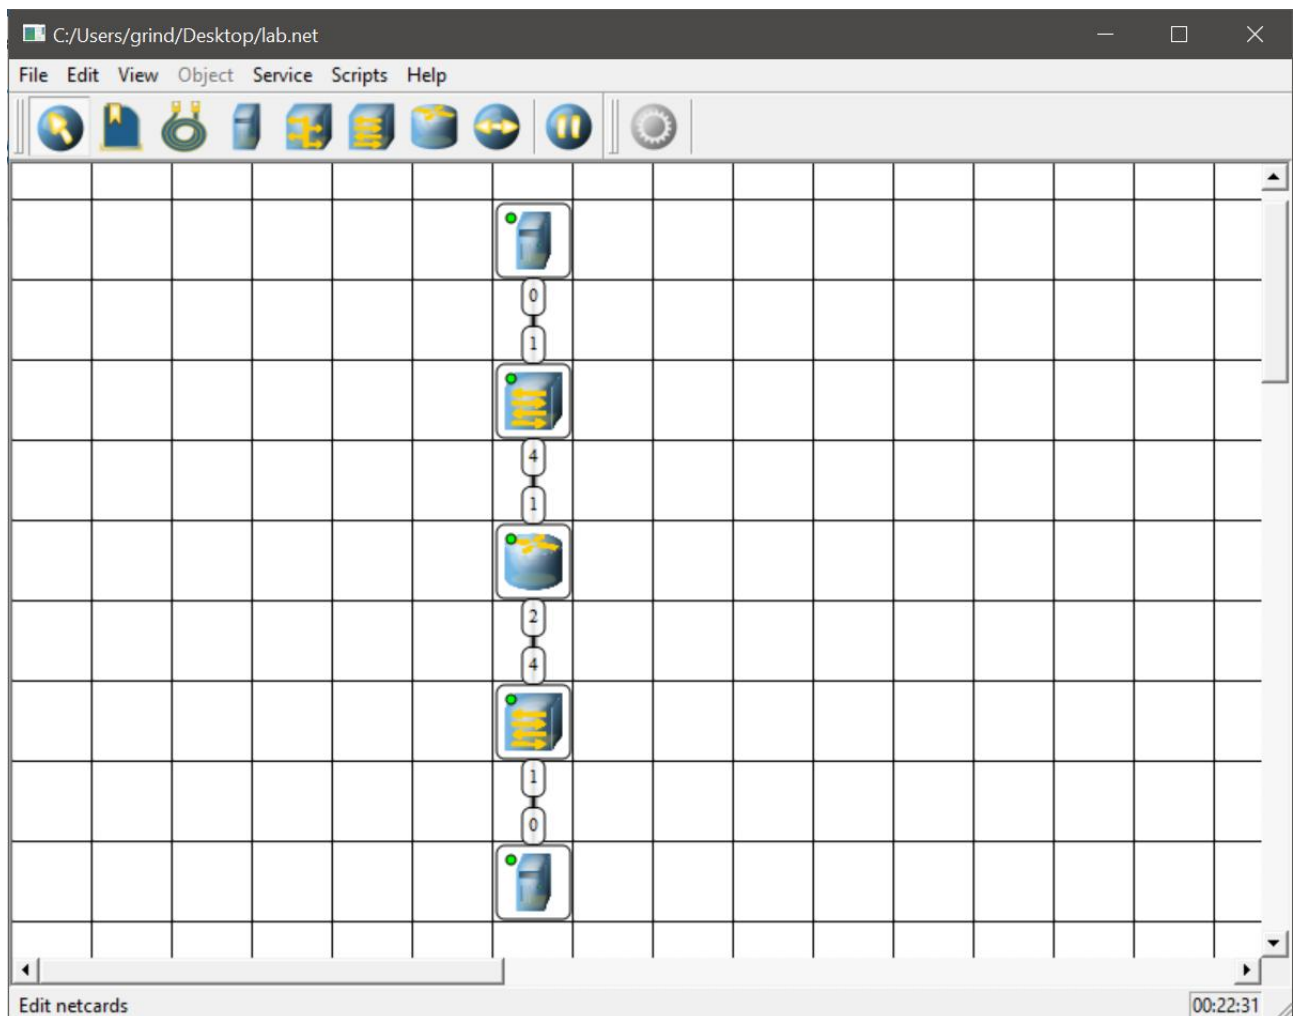 C:/Users/grind/Desktop/lab.net
File Edit View Object Service Scripts Help
0
1
4
1
2
4
1
0
Edit netcards 00:22:31